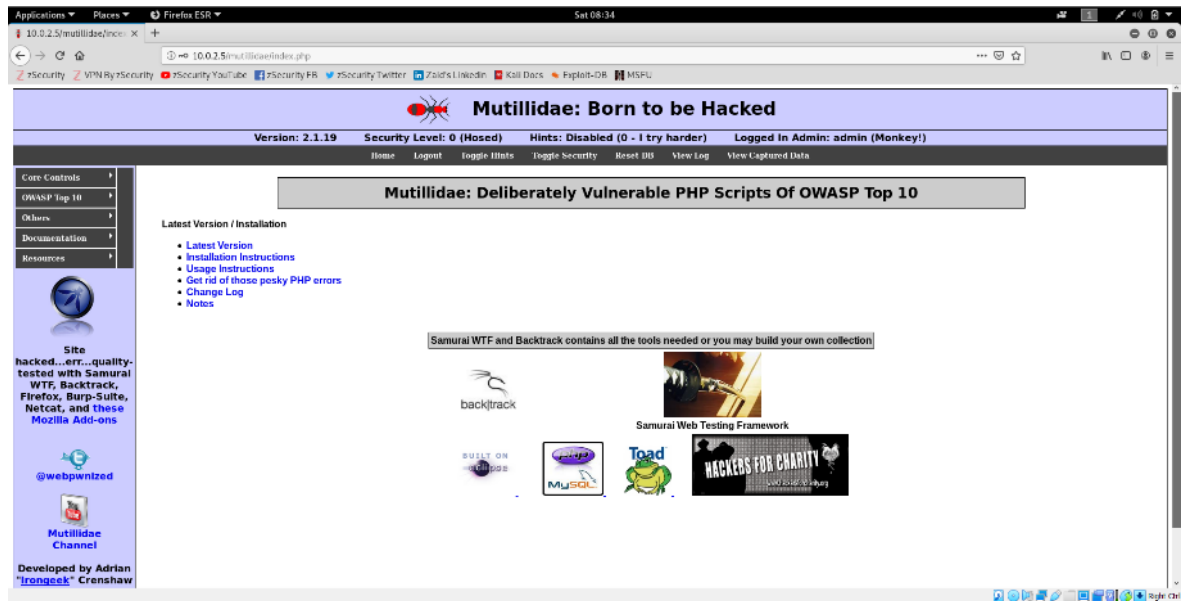 Applications Places Firefox ESR Sat 08:34 1
10.0.2.5/mutillidae/index
10.0.2.5/mutillidae/index.php
zSecurity VPN By zSecurity zSecurity YouTube zSecurity FB zSecurity Twitter Zaid's Linkedin Kali Docs Exploit-DB MSFU
Mutillidae: Born to be Hacked
Version: 2.1.19 Security Level: 0 (Hosed) Hints: Disabled (0 - I try harder) Logged In Admin: admin (Monkey!)
Home Logout Toggle Hints Toggle Security Reset DB View Log View Captured Data
Core Controls
OWASP Top 10
Others
Documentation
Resources
Site
hacked...err...quality-
tested with Samurai
WTF, Backtrack,
Firefox, Burp-Suite,
Netcat, and these
Mozilla Add-ons
@webpwnized
Mutillidae
Channel
Developed by Adrian
"Irongeek" Crenshaw
Mutillidae: Deliberately Vulnerable PHP Scripts Of OWASP Top 10
Latest Version / Installation
Latest Version
Installation Instructions
Usage Instructions
Get rid of those pesky PHP errors
Change Log
Notes
Samurai WTF and Backtrack contains all the tools needed or you may build your own collection
back|track
Samurai Web Testing Framework
BUILT ON
eclipse
php
MySQL
Toad
HACKERS FOR CHARITY
Right Ctrl